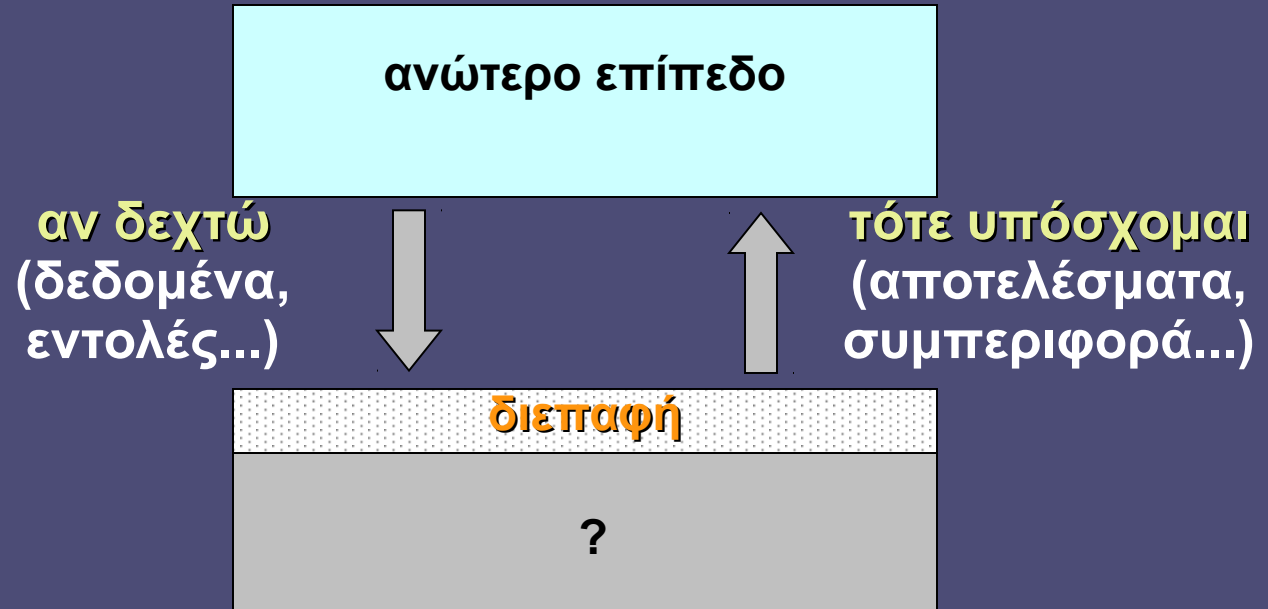 ανώτερο επίπεδο
αν δεχτώ
(δεδομένα,
εντολές...)
τότε υπόσχομαι
(αποτελέσματα,
συμπεριφορά...)
διεπαφή
?